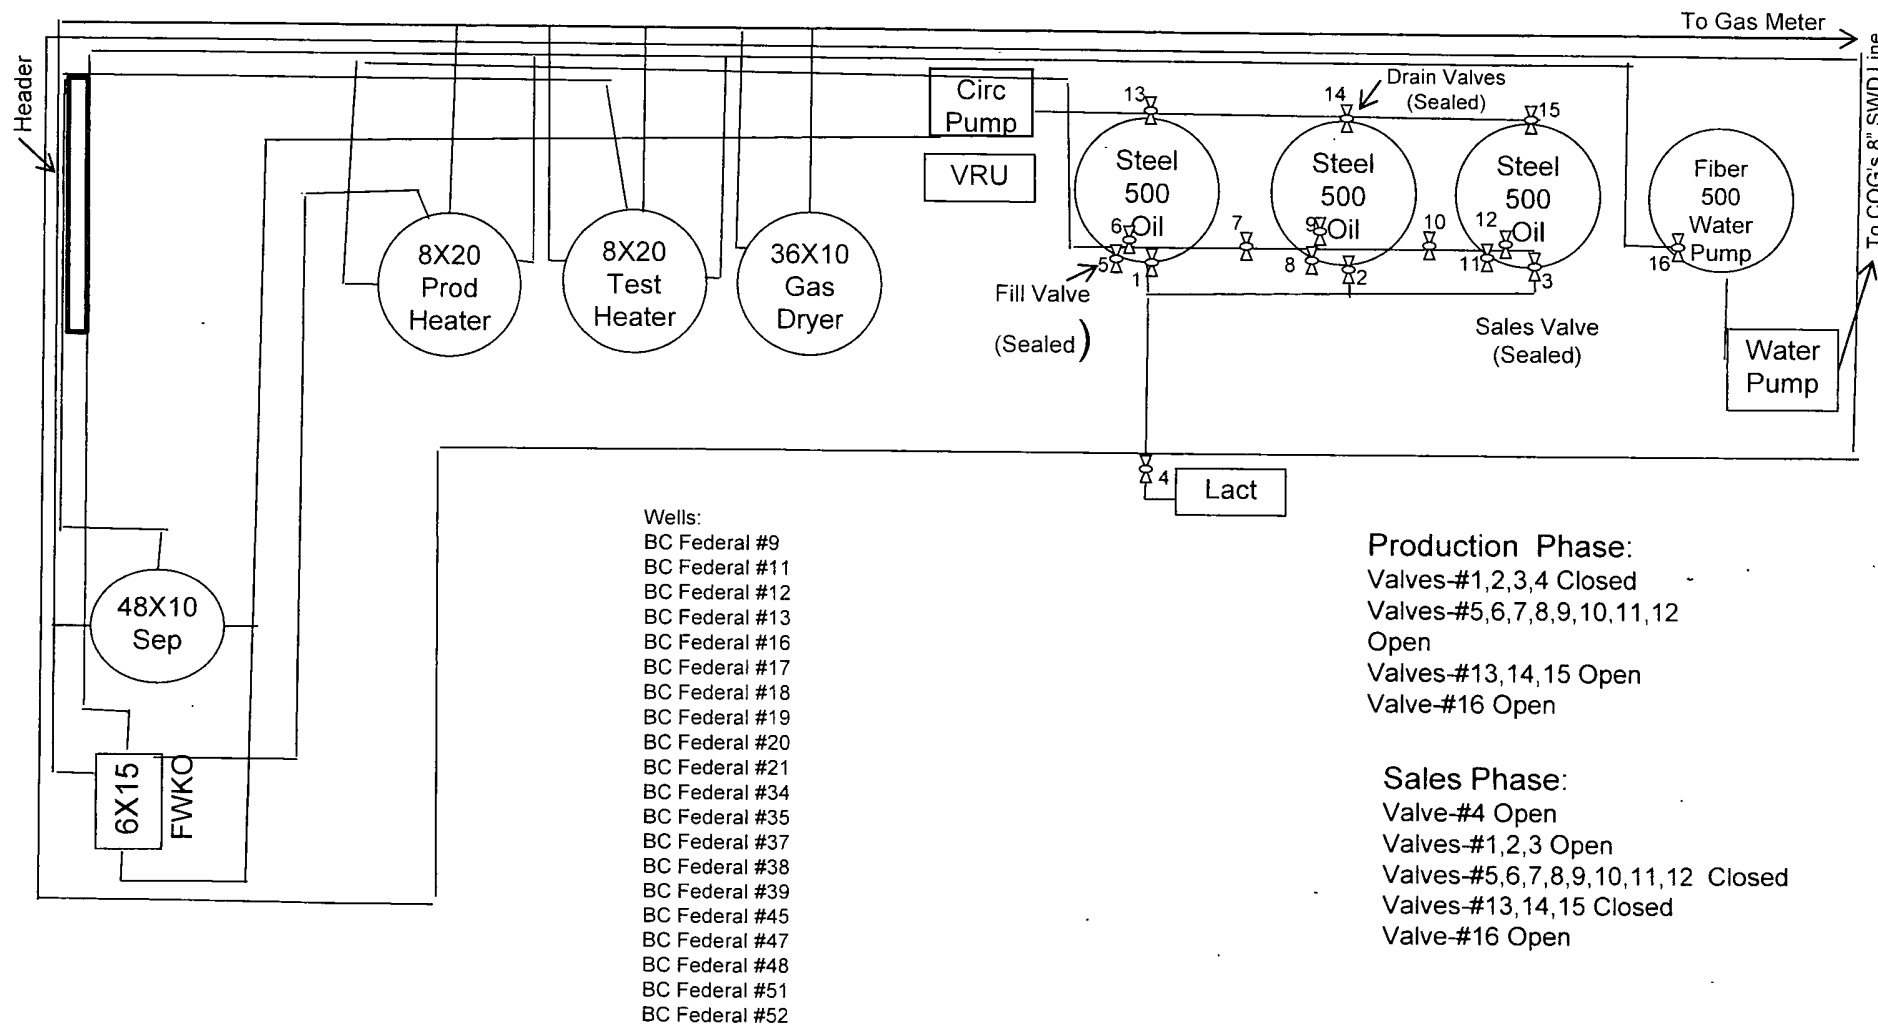 To Gas Meter
Header
To COG's 8" SWD Line
Circ
Pump
VRU
13
14
Drain Valves
(Sealed)
15
Steel
500
Oil
Steel
500
Oil
Steel
500
Oil
Fiber
500
Water
Pump
6
7
9
10
12
5
1
8
2
11
3
16
8X20
Prod
Heater
8X20
Test
Heater
36X10
Gas
Dryer
Fill Valve
(Sealed)
Sales Valve
(Sealed)
Water
Pump
4
Lact
48X10
Sep
6X15
FWKO
Wells:
BC Federal #9
BC Federal #11
BC Federal #12
BC Federal #13
BC Federal #16
BC Federal #17
BC Federal #18
BC Federal #19
BC Federal #20
BC Federal #21
BC Federal #34
BC Federal #35
BC Federal #37
BC Federal #38
BC Federal #39
BC Federal #45
BC Federal #47
BC Federal #48
BC Federal #51
BC Federal #52
Production Phase:
Valves-#1,2,3,4 Closed
Valves-#5,6,7,8,9,10,11,12
Open
Valves-#13,14,15 Open
Valve-#16 Open
Sales Phase:
Valve-#4 Open
Valves-#1,2,3 Open
Valves-#5,6,7,8,9,10,11,12 Closed
Valves-#13,14,15 Closed
Valve-#16 Open